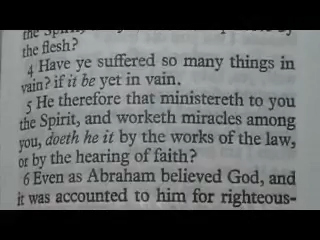 the Spirit,
the flesh?
4 Have ye suffered so many things in
vain? if it be yet in vain.
5 He therefore that ministereth to you
the Spirit, and worketh miracles among
you, doeth he it by the works of the law,
or by the hearing of faith?
6 Even as Abraham believed God, and
it was accounted to him for righteous-